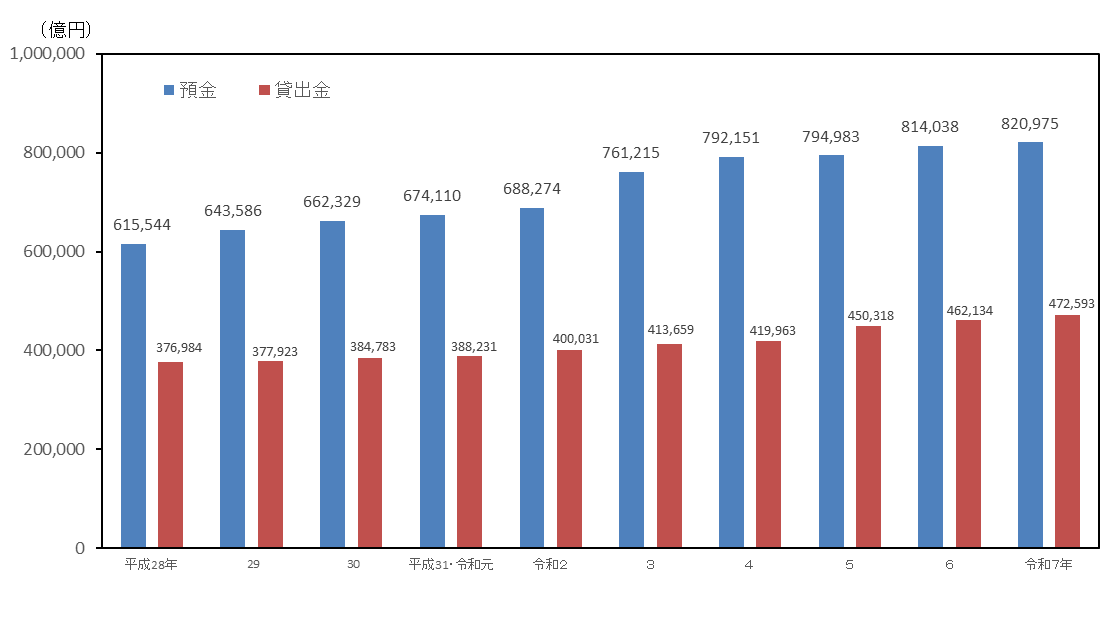 （億円）
1,000,000
800,000
600,000
400,000
200,000
0
預金 貸出金
615,544 643,586 662,329 674,110 688,274 761,215 792,151 794,983 814,038 820,975
376,984 377,923 384,783 388,231 400,031 413,659 419,963 450,318 462,134 472,593
平成28年 29 30 平成31・令和元 令和２ ３ ４ ５ ６ 令和７年